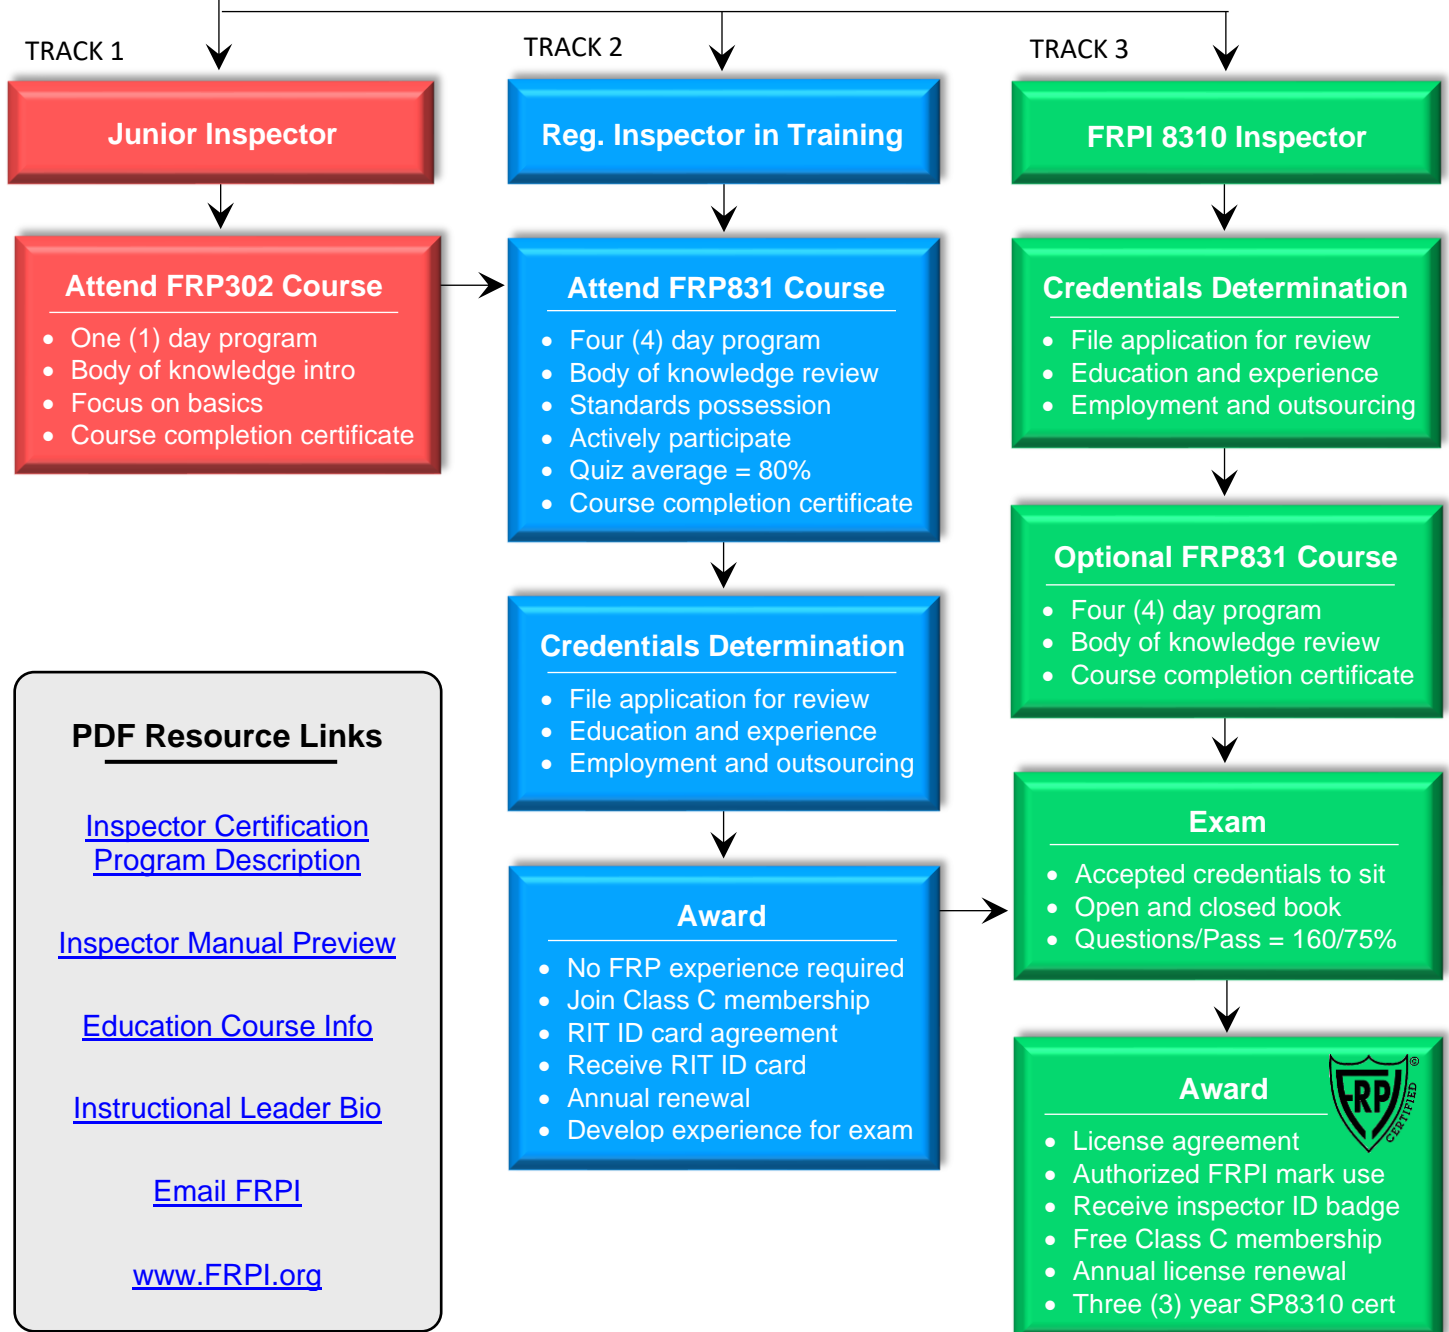 TRACK 1
Junior Inspector
Attend FRP302 Course
• One (1) day program
• Body of knowledge intro
• Focus on basics
• Course completion certificate
TRACK 2
Reg. Inspector in Training
Attend FRP831 Course
• Four (4) day program
• Body of knowledge review
• Standards possession
• Actively participate
• Quiz average = 80%
• Course completion certificate
Credentials Determination
• File application for review
• Education and experience
• Employment and outsourcing
Award
• No FRP experience required
• Join Class C membership
• RIT ID card agreement
• Receive RIT ID card
• Annual renewal
• Develop experience for exam
TRACK 3
FRPI 8310 Inspector
Credentials Determination
• File application for review
• Education and experience
• Employment and outsourcing
Optional FRP831 Course
• Four (4) day program
• Body of knowledge review
• Course completion certificate
Exam
• Accepted credentials to sit
• Open and closed book
• Questions/Pass = 160/75%
Award
• License agreement
• Authorized FRPI mark use
• Receive inspector ID badge
• Free Class C membership
• Annual license renewal
• Three (3) year SP8310 cert
FRPI
CERTIFIED
©
PDF Resource Links
Inspector Certification
Program Description
Inspector Manual Preview
Education Course Info
Instructional Leader Bio
Email FRPI
www.FRPI.org